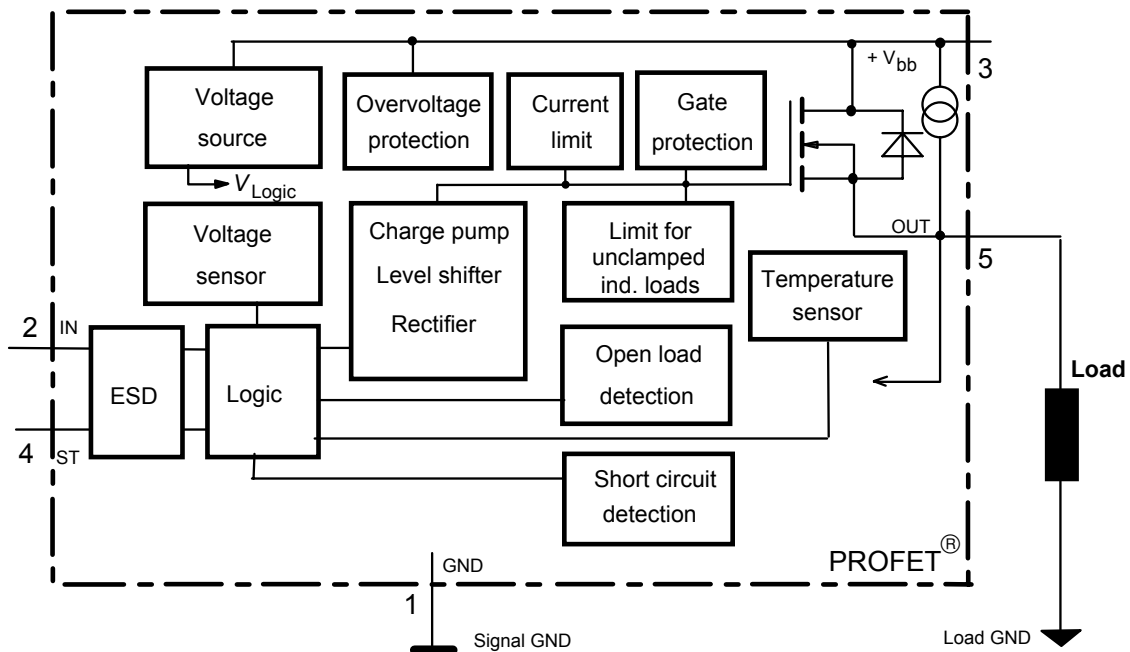 + Vbb
3
Voltage
source
Overvoltage
protection
Current
limit
Gate
protection
VLogic
Voltage
sensor
Charge pump
Level shifter
Rectifier
Limit for
unclamped
ind. loads
OUT
5
Temperature
sensor
2
IN
ESD
Logic
Open load
detection
Load
4
ST
Short circuit
detection
PROFET®
GND
1
Signal GND
Load GND